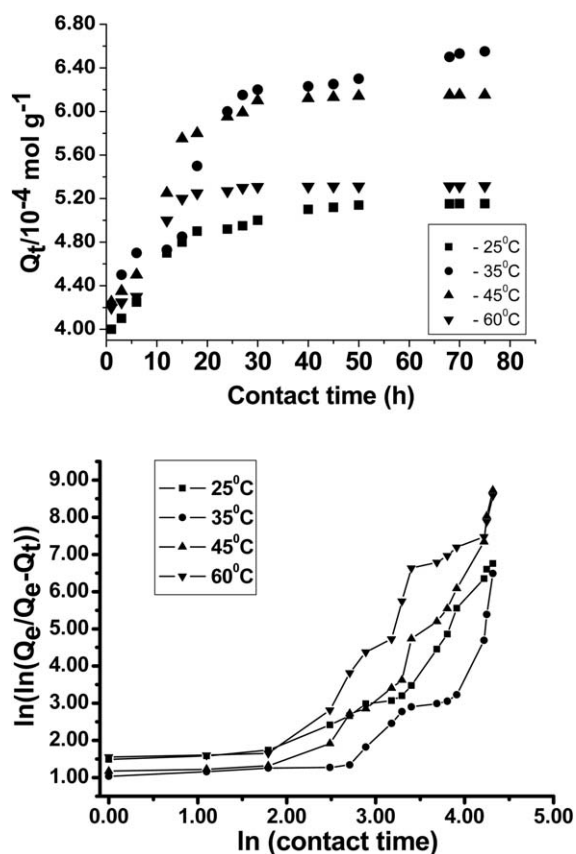 6.80
6.40
6.00
5.60
5.20
4.80
4.40
4.00
Qt/10-4 mol g-1
0 10 20 30 40 50 60 70 80
Contact time (h)
- 25⁰C
- 35⁰C
- 45⁰C
- 60⁰C
9.00
8.00
7.00
6.00
5.00
4.00
3.00
2.00
1.00
ln(ln(Qe/Qe-Qt))
25⁰C
35⁰C
45⁰C
60⁰C
0.00 1.00 2.00 3.00 4.00 5.00
ln (contact time)